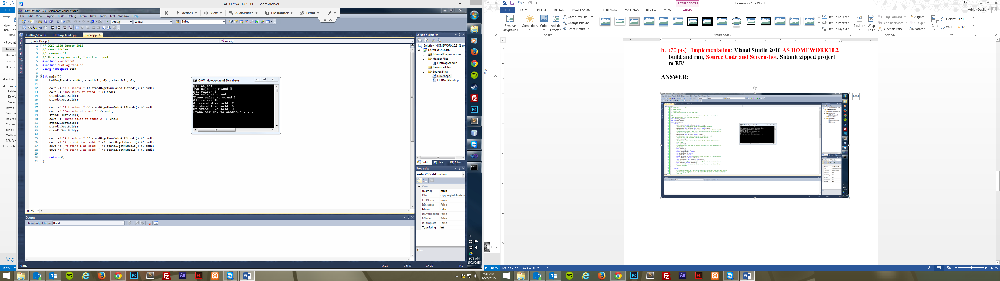 HACKEYSACK09-PC - TeamViewer
Actions View Audio/Video File transfer Extras
HOMEWORK10.3 - Microsoft Visual Studio
File Edit View Project Build Debug Team Data Tools Test Window Help
Debug Win32 String
HotDogStand.h HotDogStand.cpp Driver.cpp
(Global Scope) main()
Server Explorer
Toolbox
1 // COSC 1320 Summer 2015
2 // Name: Adrian
3 // Homework 10
4 // This is my own work; I will not post
5 #include <iostream>
6 #include "HotDogStand.h"
7 using namespace std;
8
9 int main(){
10 HotDogStand stand0 , stand1(1 , 4) , stand2(2 , 0);
11
12 cout << "All sales: " << stand0.getNumSoldAllStands() << endl;
13 cout << "Two sales at stand 0" << endl;
14 stand0.JustSold();
15 stand0.JustSold();
16
17 cout << "All sales: " << stand0.getNumSoldAllStands() << endl;
18 cout << "One sale at stand 1" << endl;
19 stand1.JustSold();
20 cout << "Three sales at stand 2" << endl;
21 stand2.JustSold();
22 stand2.JustSold();
23 stand2.JustSold();
24
25 cout << "All sales: " << stand0.getNumSoldAllStands() << endl;
26 cout << "At stand 0 we sold: " << stand0.getNumSold() << endl;
27 cout << "At stand 1 we sold: " << stand1.getNumSold() << endl;
28 cout << "At stand 2 we sold: " << stand2.getNumSold() << endl;
29
30 return 0;
31 }
C:\Windows\system32\cmd.exe
All sales: 4
Two sales at stand 0
All sales: 6
One sale at stand 1
Three sales at stand 2
All sales: 10
At stand 0 we sold: 2
At stand 1 we sold: 5
At stand 2 we sold: 3
Press any key to continue . . .
100 %
Output
Show output from: Build
Ready Ln 21 Col 23 Ch 20 INS
Solution Explorer
Solution 'HOMEWORK10.3' (1 pr
HOMEWORK10.3
External Dependencies
Header Files
HotDogStand.h
Resource Files
Source Files
Driver.cpp
HotDogStand.cpp
Solut... Tea... Class...
Properties
main VCCodeFunction
C++
(Name) main
File c:\googledrive\cos
FullName main
IsInjected False
IsInline False
IsOverloaded False
IsSealed False
IsTemplate False
TypeString int
C++
9:31 AM
6/22/2015
FILE
New Email
New
Favorit
Inbox
Unread
Sent Ite
Deleted
adrian.
Inbox 2
E-blas
Kentic
Saved
Drafts
Sent Ite
Deleted
Convers
Junk E-M
Outbox
RSS Fee
Search F
Mail
ITEMS: 1,64
100%
9:31 AM
6/22/2015
PICTURE TOOLS
Homework 10 - Word
FILE HOME INSERT DESIGN PAGE LAYOUT REFERENCES MAILINGS REVIEW VIEW FORMAT
Adrian Davila
Remove Background
Corrections Color Artistic Effects
Compress Pictures
Change Picture
Reset Picture
Adjust
Picture Styles
Picture Border
Picture Effects
Picture Layout
Position Wrap Text
Bring Forward
Send Backward
Selection Pane
Align
Group
Rotate
Arrange
Crop
Height: 3.51"
Width: 6.26"
Size
b. (20 pts) Implementation: Visual Studio 2010 AS HOMEWORK10.2
build and run, Source Code and Screenshot. Submit zipped project
to BB!
ANSWER:
PAGE 5 OF 7 875 WORDS
120%